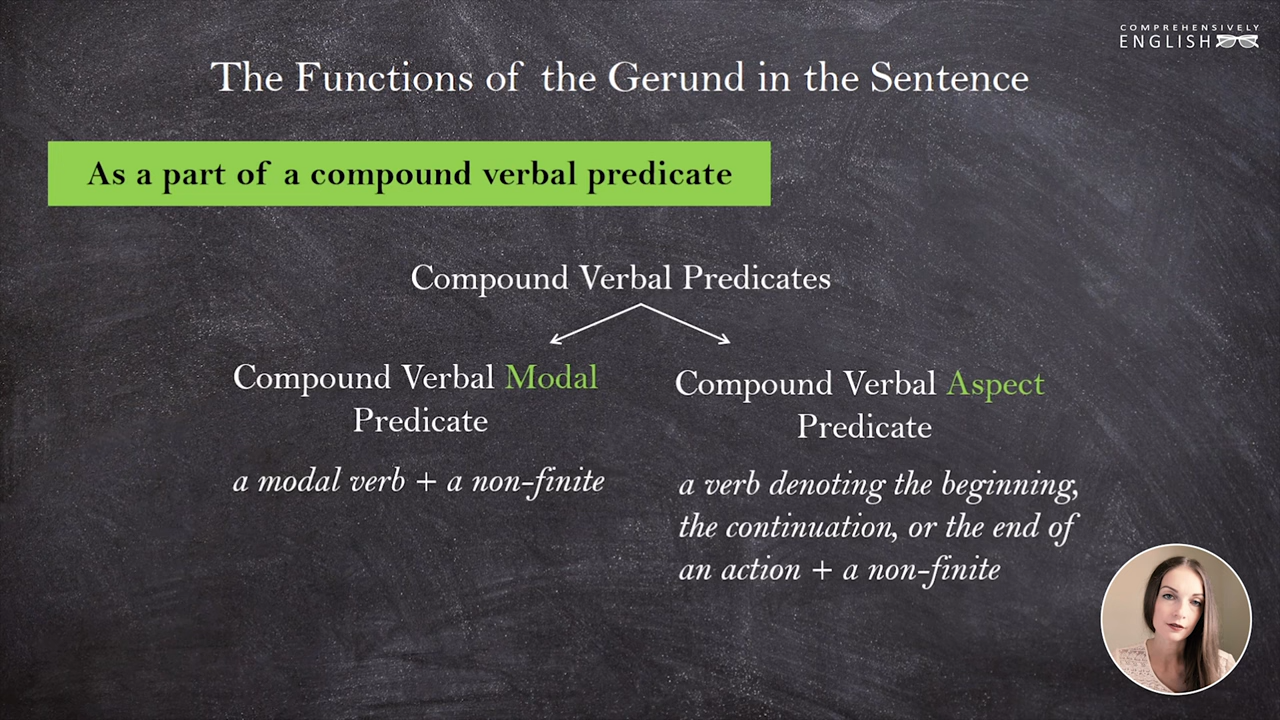 COMPREHENSIVELY
ENGLISH
The Functions of the Gerund in the Sentence
As a part of a compound verbal predicate
Compound Verbal Predicates
Compound Verbal Modal
Predicate
a modal verb + a non-finite
Compound Verbal Aspect
Predicate
a verb denoting the beginning,
the continuation, or the end of
an action + a non-finite